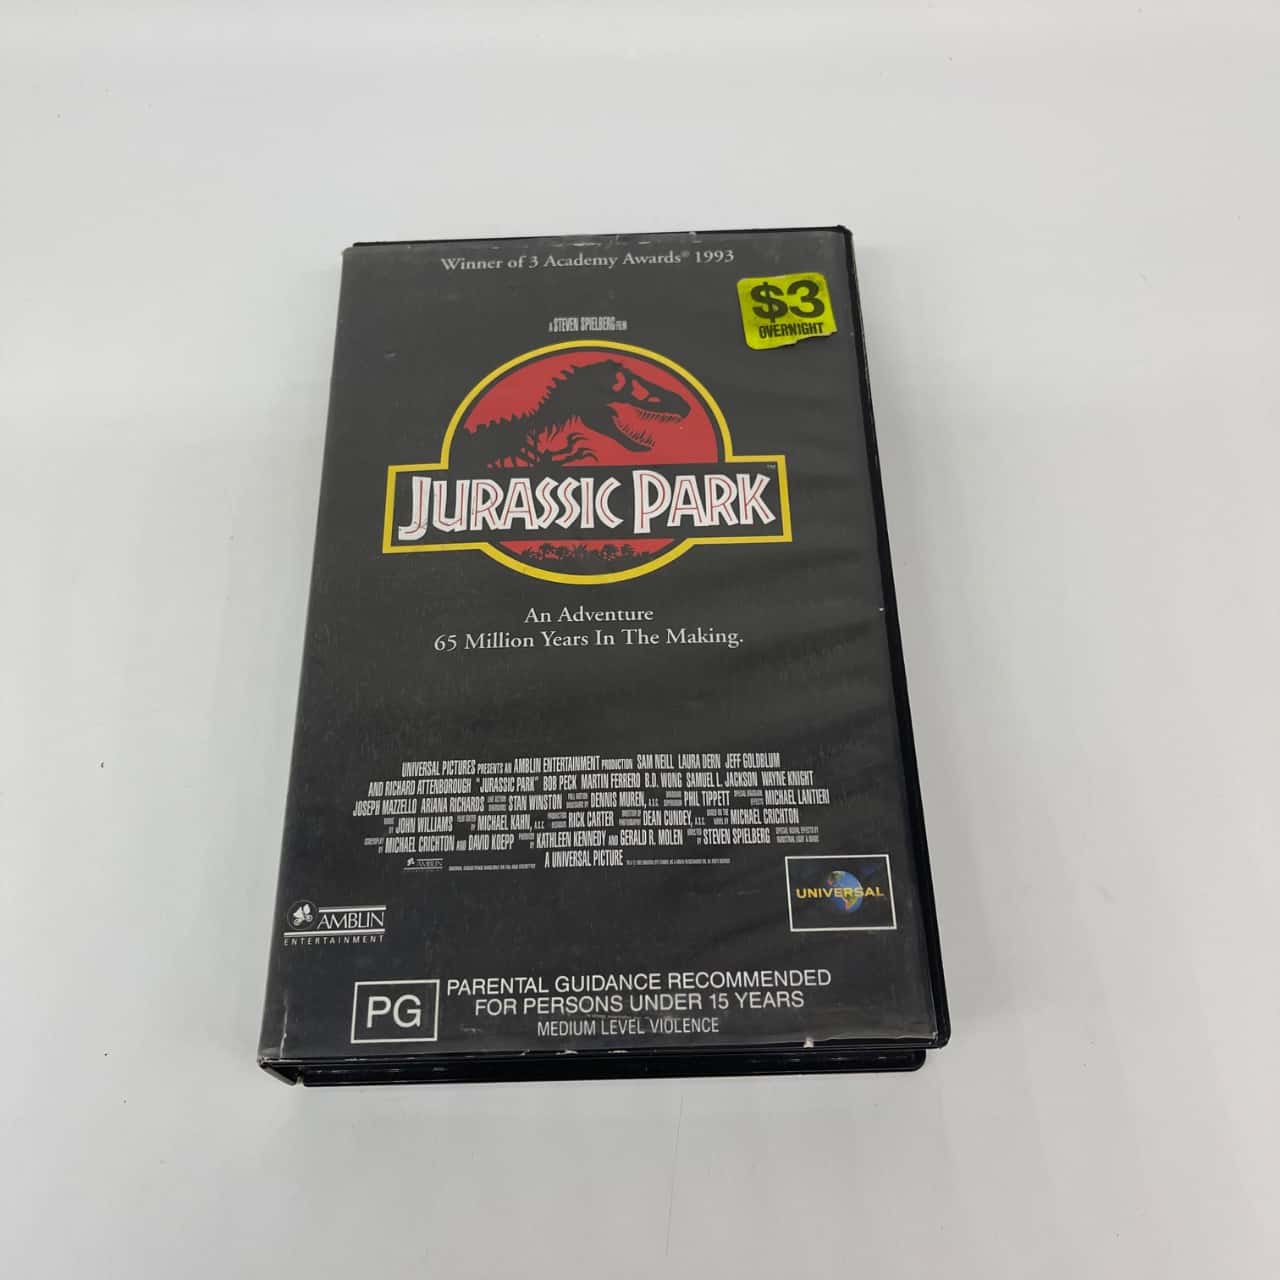 Winner of 3 Academy Awards® 1993
$3
OVERNIGHT
A STEVEN SPIELBERG FILM
JURASSIC PARK
™
An Adventure
65 Million Years In The Making.
UNIVERSAL PICTURES PRESENTS AN AMBLIN ENTERTAINMENT PRODUCTION SAM NEILL LAURA DERN JEFF GOLDBLUM
AND RICHARD ATTENBOROUGH "JURASSIC PARK" BOB PECK MARTIN FERRERO B.D. WONG SAMUEL L. JACKSON WAYNE KNIGHT
JOSEPH MAZZELLO ARIANA RICHARDS STAN WINSTON DENNIS MUREN, A.S.C. PHIL TIPPETT MICHAEL LANTIERI
JOHN WILLIAMS MICHAEL KAHN, A.C.E. RICK CARTER DEAN CUNDEY, A.S.C. MICHAEL CRICHTON
MICHAEL CRICHTON AND DAVID KOEPP KATHLEEN KENNEDY AND GERALD R. MOLEN STEVEN SPIELBERG
AMBLIN A UNIVERSAL PICTURE
UNIVERSAL
AMBLIN
ENTERTAINMENT
PG
PARENTAL GUIDANCE RECOMMENDED
FOR PERSONS UNDER 15 YEARS
MEDIUM LEVEL VIOLENCE